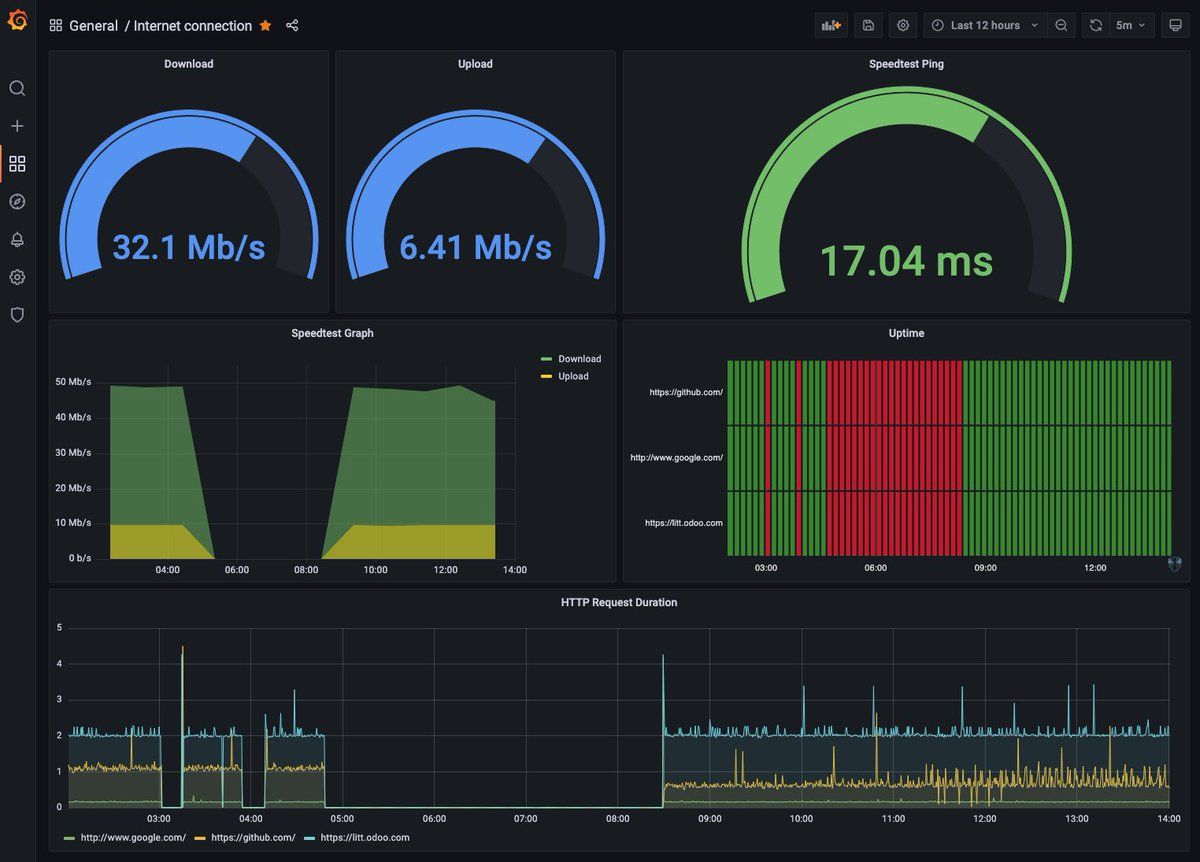 General / Internet connection
Last 12 hours
5m
Download
Upload
Speedtest Ping
32.1 Mb/s
6.41 Mb/s
17.04 ms
Speedtest Graph
Download
Upload
50 Mb/s
40 Mb/s
30 Mb/s
20 Mb/s
10 Mb/s
0 b/s
04:00 06:00 08:00 10:00 12:00 14:00
Uptime
https://github.com/
http://www.google.com/
https://litt.odoo.com
03:00 06:00 09:00 12:00
HTTP Request Duration
5
4
3
2
1
0
03:00 04:00 05:00 06:00 07:00 08:00 09:00 10:00 11:00 12:00 13:00 14:00
http://www.google.com/ https://github.com/ https://litt.odoo.com